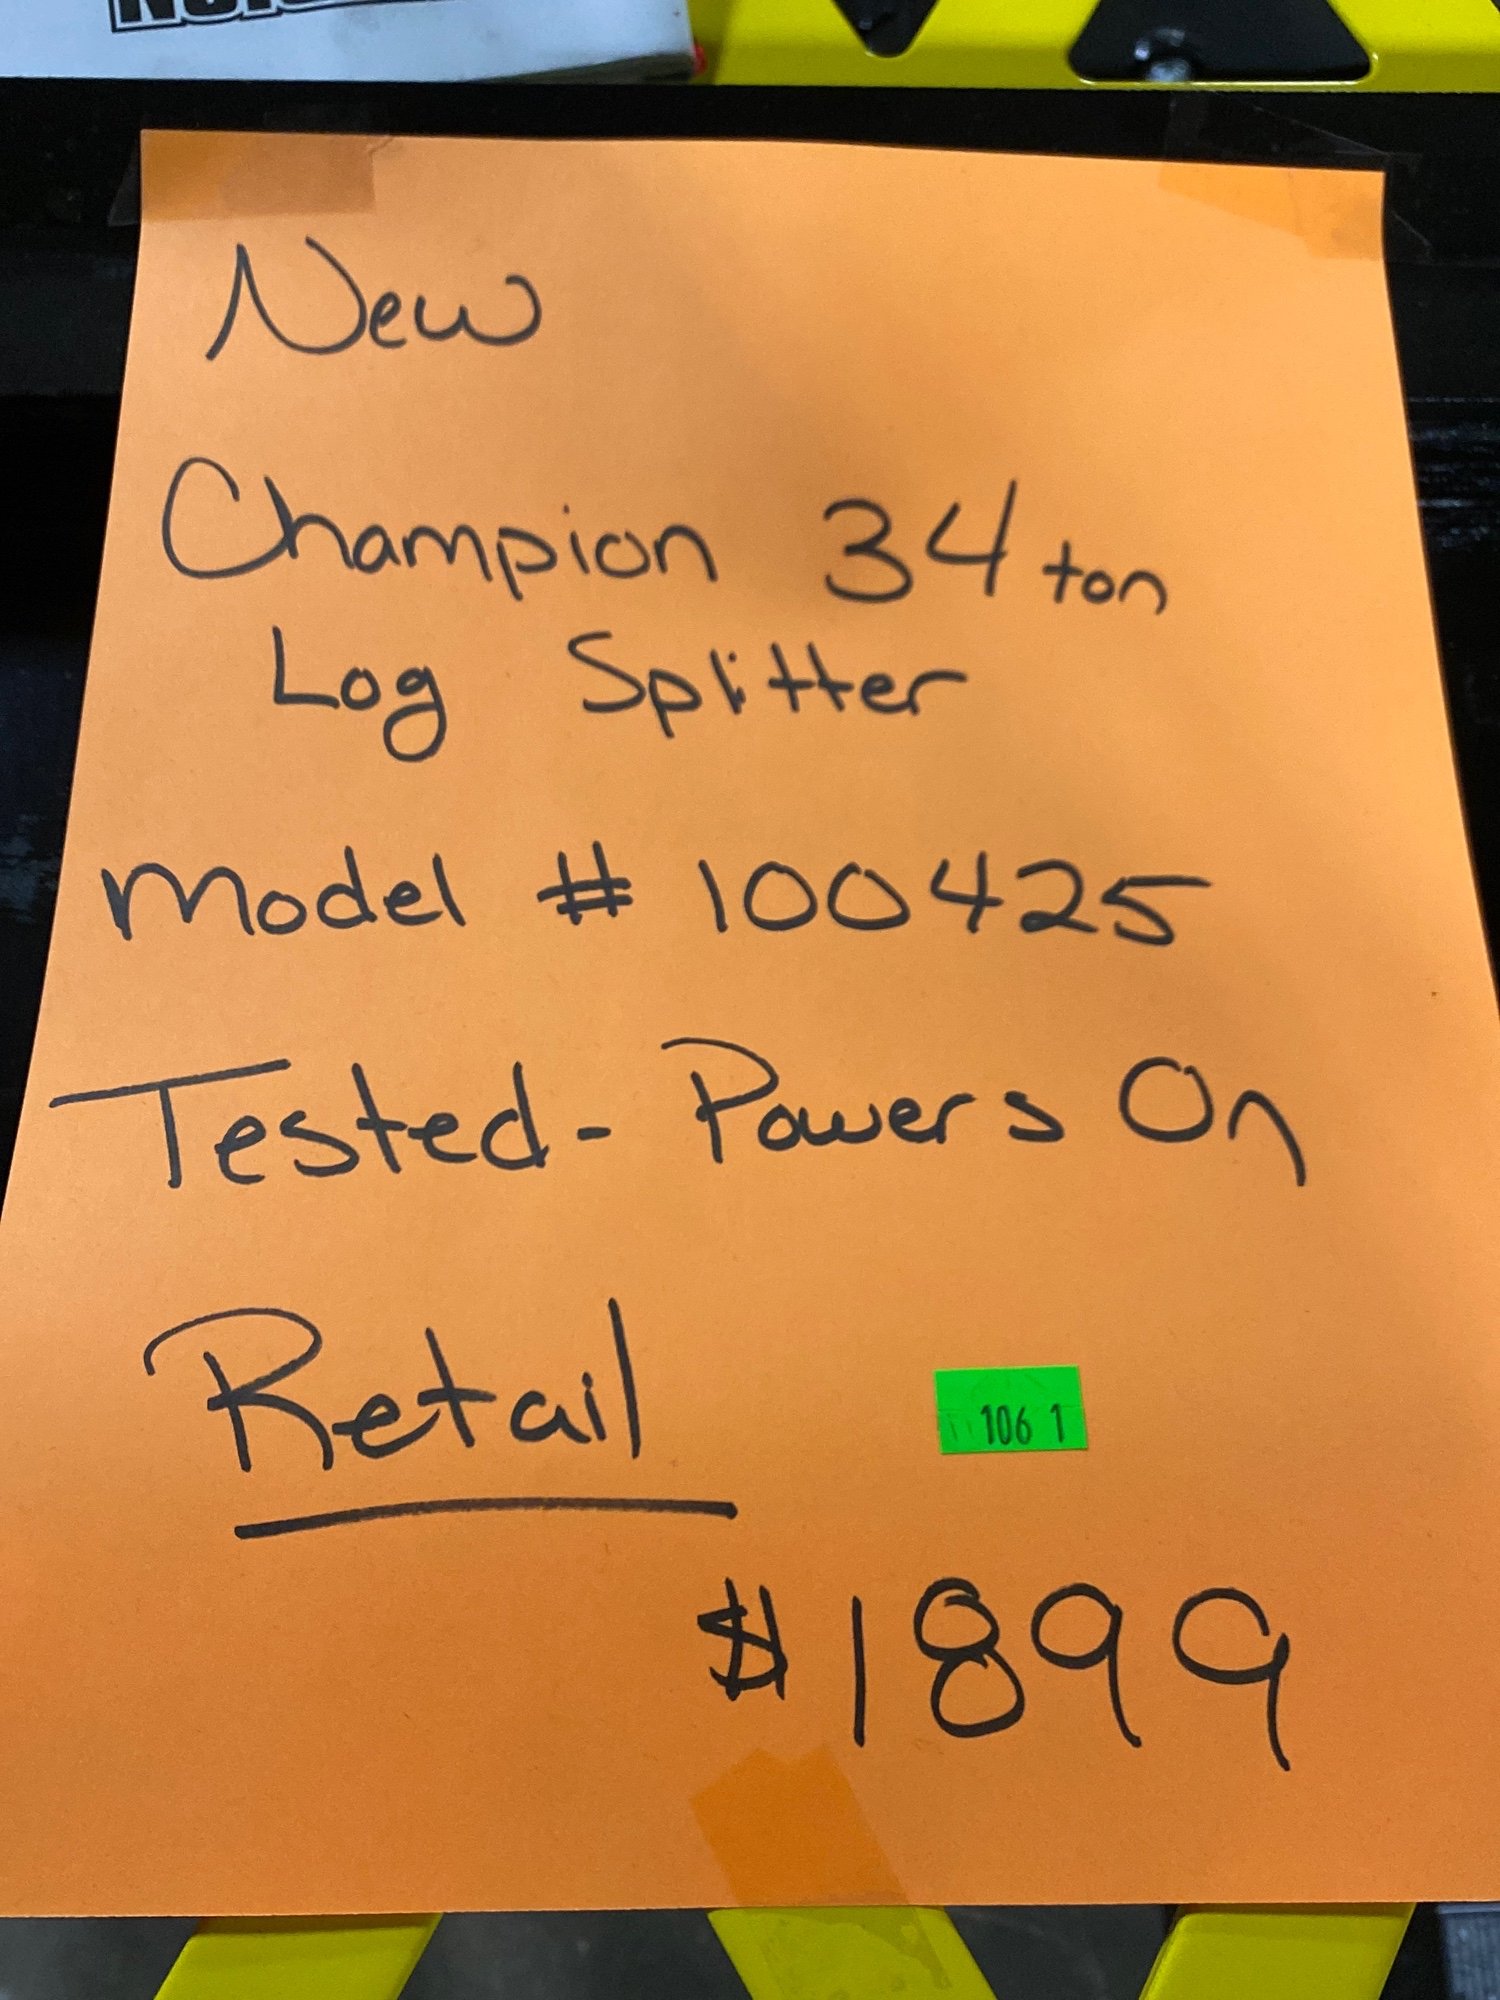 New
Champion 34 ton
Log Splitter
Model # 100425
Tested - Powers On
Retail
106 1
$1899